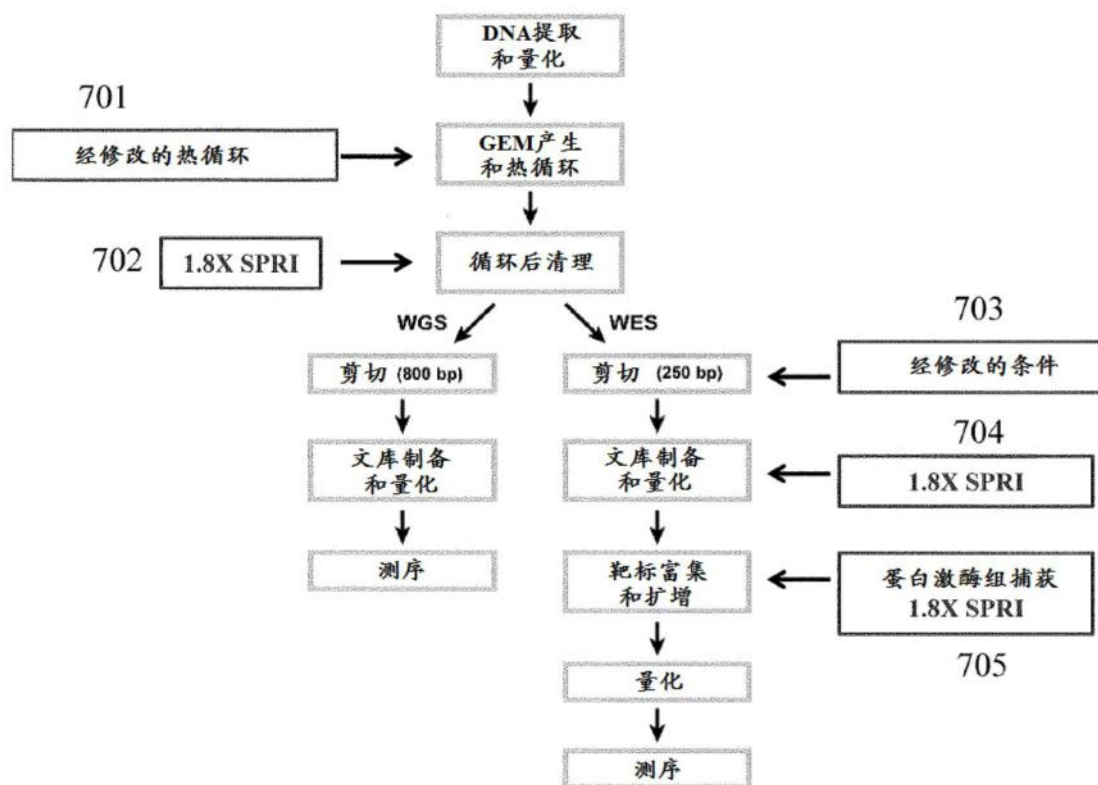 DNA提取
和量化
701
经修改的热循环
GEM产生
和热循环
702
1.8X SPRI
循环后清理
WGS
WES
703
剪切 (800 bp)
剪切 (250 bp)
经修改的条件
704
文库制备
和量化
文库制备
和量化
1.8X SPRI
测序
靶标富集
和扩增
蛋白激酶组捕获
1.8X SPRI
705
量化
测序